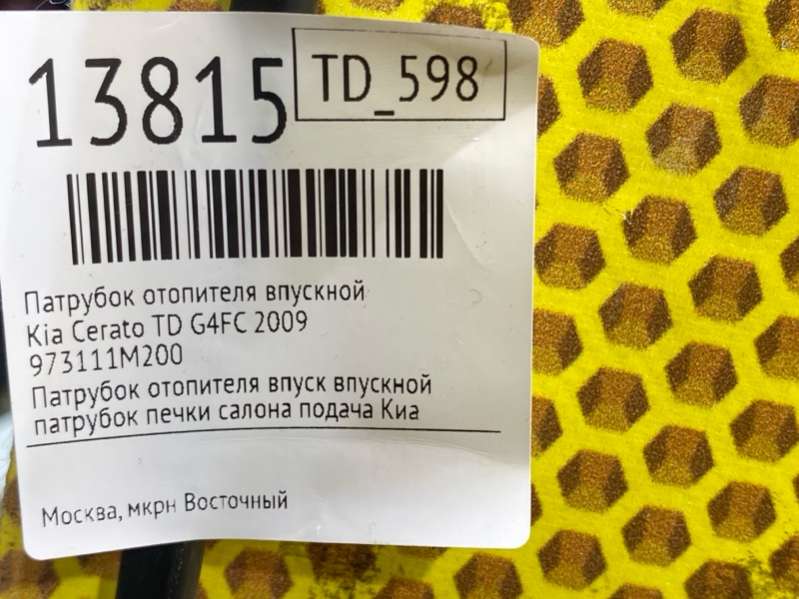 13815
TD_598
Патрубок отопителя впускной
Kia Cerato TD G4FC 2009
973111M200
Патрубок отопителя впуск впускной
патрубок печки салона подача Киа
Москва, мкрн Восточный